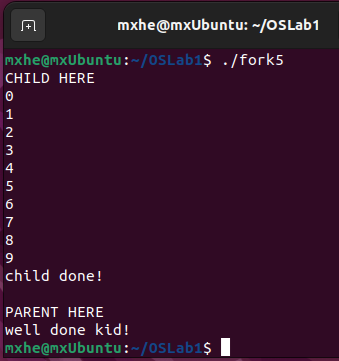 mxhe@mxUbuntu: ~/OSLab1
mxhe@mxUbuntu:~/OSLab1$ ./fork5
CHILD HERE
0
1
2
3
4
5
6
7
8
9
child done!
PARENT HERE
well done kid!
mxhe@mxUbuntu:~/OSLab1$